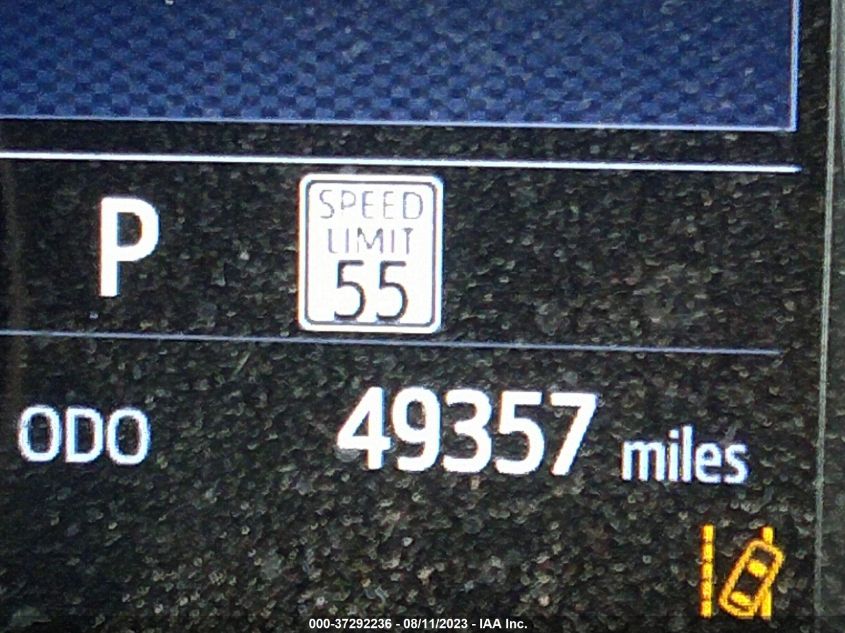 P
SPEED
LIMIT
55
ODO 49357 miles
000-37292236 - 08/11/2023 - IAA Inc.